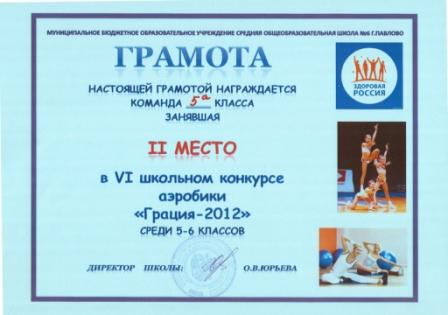 МУНИЦИПАЛЬНОЕ БЮДЖЕТНОЕ ОБРАЗОВАТЕЛЬНОЕ УЧРЕЖДЕНИЕ СРЕДНЯЯ ОБЩЕОБРАЗОВАТЕЛЬНАЯ ШКОЛА №6 Г.ПАВЛОВО
ГРАМОТА
НАСТОЯЩЕЙ ГРАМОТОЙ НАГРАЖДАЕТСЯ
КОМАНДА 5а КЛАССА
ЗАНЯВШАЯ
II МЕСТО
в VI школьном конкурсе
аэробики
«Грация-2012»
СРЕДИ 5-6 КЛАССОВ
ДИРЕКТОР ШКОЛЫ: О.В.ЮРЬЕВА
ЗДОРОВАЯ
РОССИЯ